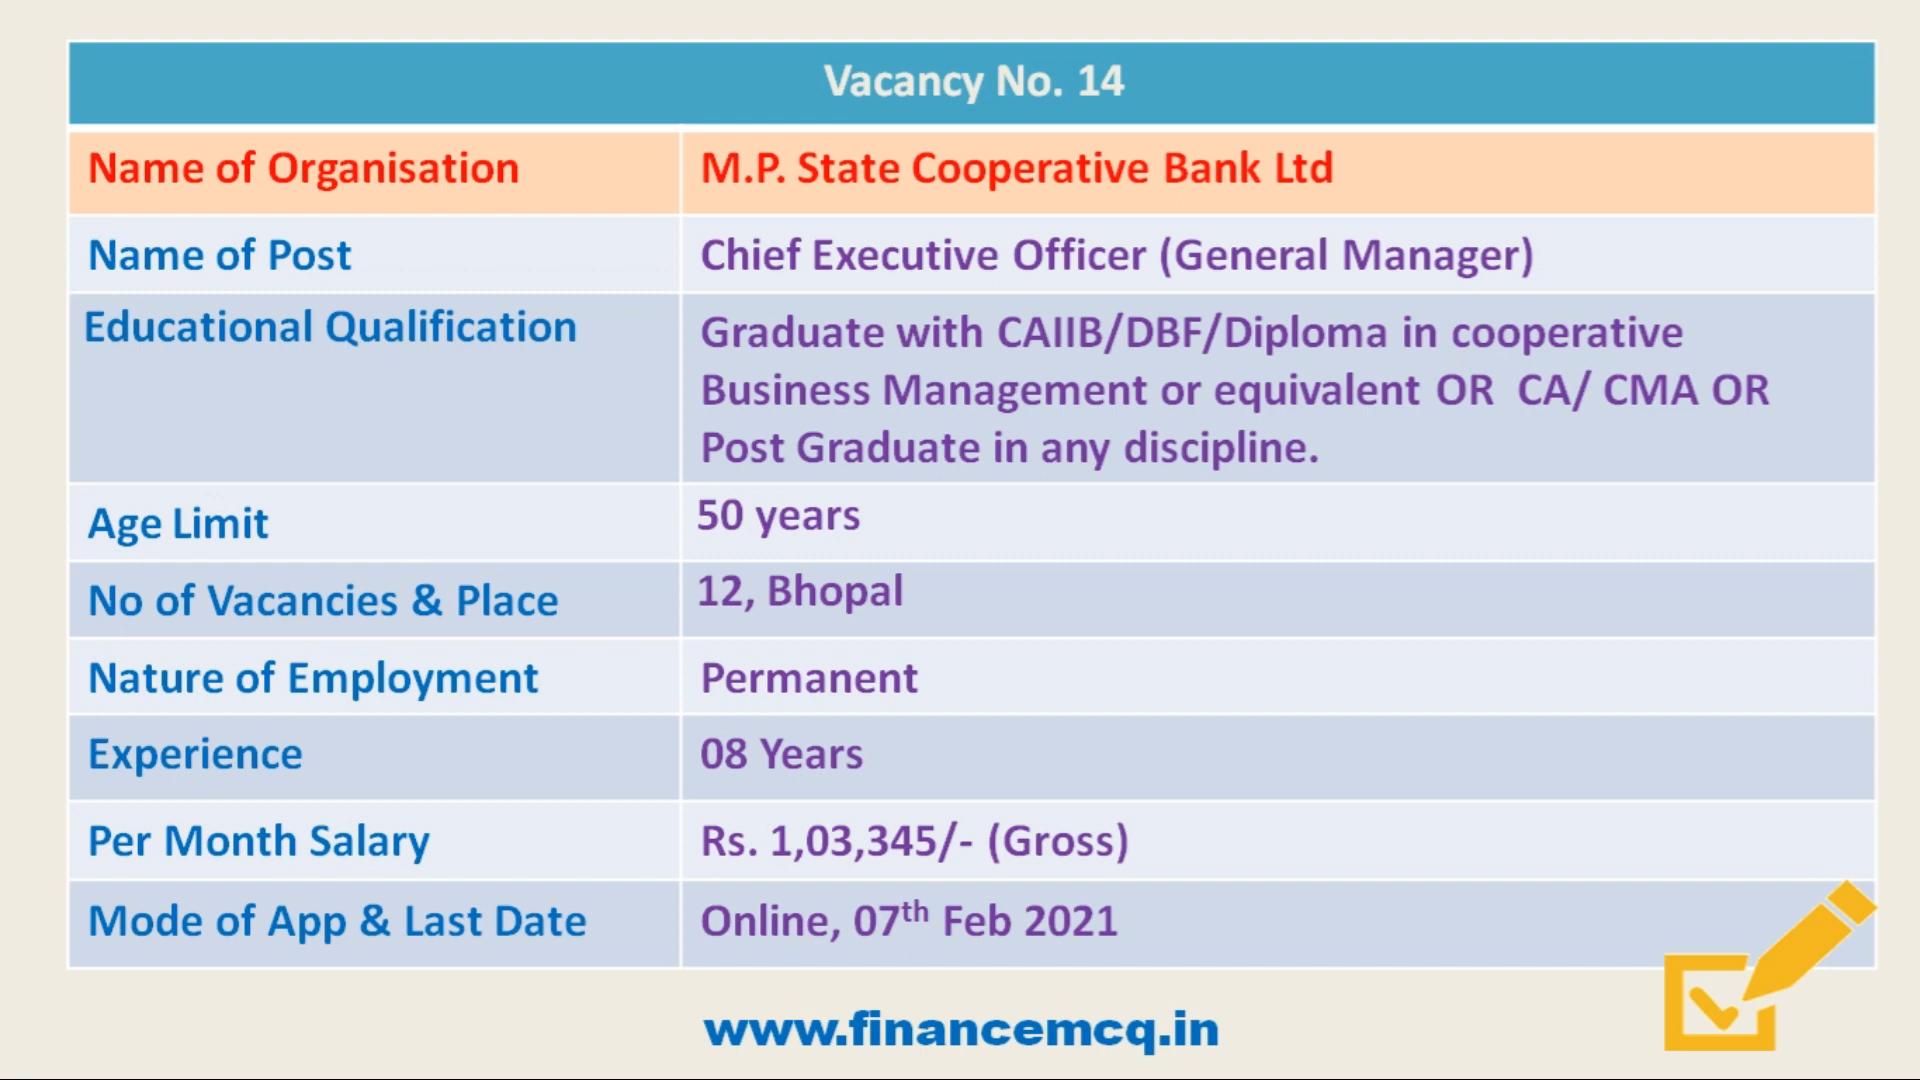 Vacancy No. 14
Name of Organisation
M.P. State Cooperative Bank Ltd
Name of Post
Chief Executive Officer (General Manager)
Educational Qualification
Graduate with CAIIB/DBF/Diploma in cooperative
Business Management or equivalent OR CA/ CMA OR
Post Graduate in any discipline.
Age Limit
50 years
No of Vacancies & Place
12, Bhopal
Nature of Employment
Permanent
Experience
08 Years
Per Month Salary
Rs. 1,03,345/- (Gross)
Mode of App & Last Date
Online, 07th Feb 2021
www.financemcq.in